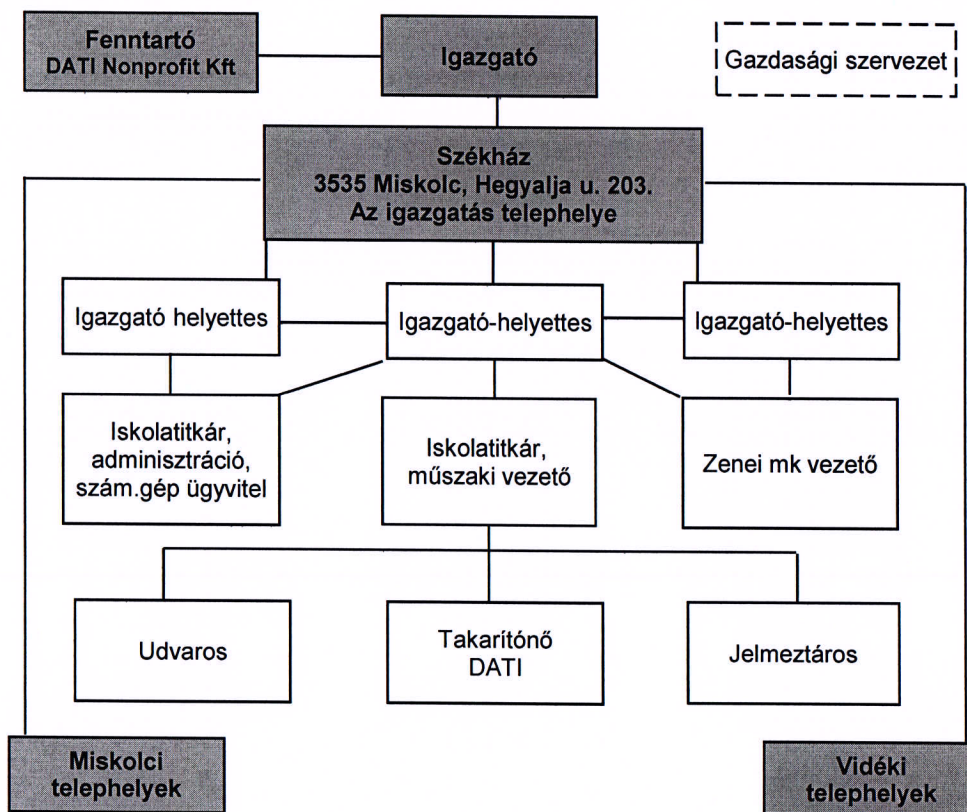 Fenntartó
DATI Nonprofit Kft
Igazgató
Gazdasági szervezet
Székház
3535 Miskolc, Hegyalja u. 203.
Az igazgatás telephelye
Igazgató helyettes
Igazgató-helyettes
Igazgató-helyettes
Iskolatitkár,
adminisztráció,
szám.gép ügyvitel
Iskolatitkár,
műszaki vezető
Zenei mk vezető
Udvaros
Takarítónő
DATI
Jelmeztáros
Miskolci
telephelyek
Vidéki
telephelyek